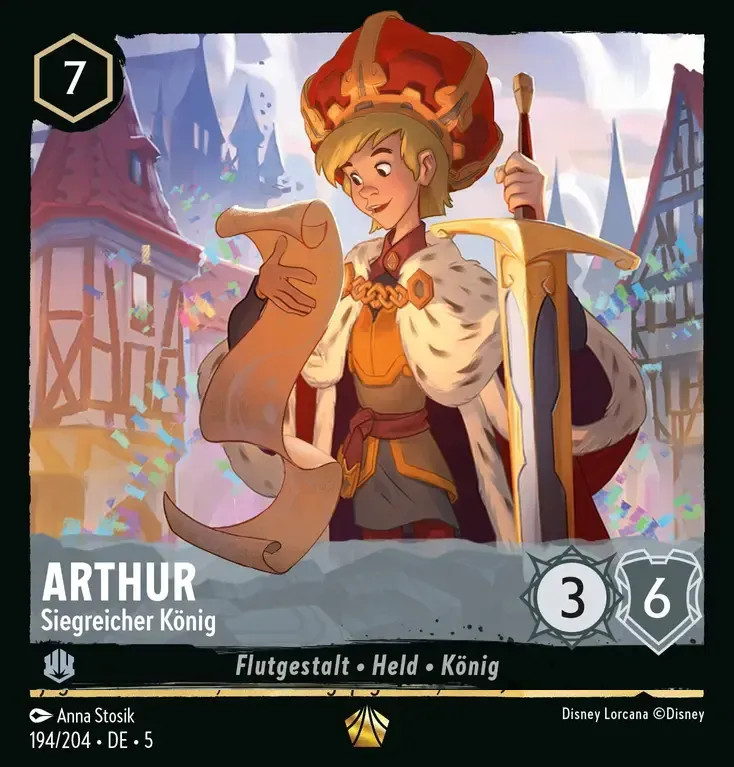 7
ARTHUR
Siegreicher König
3
6
Flutgestalt • Held • König
Anna Stosik
Disney Lorcana ©Disney
194/204 • DE • 5